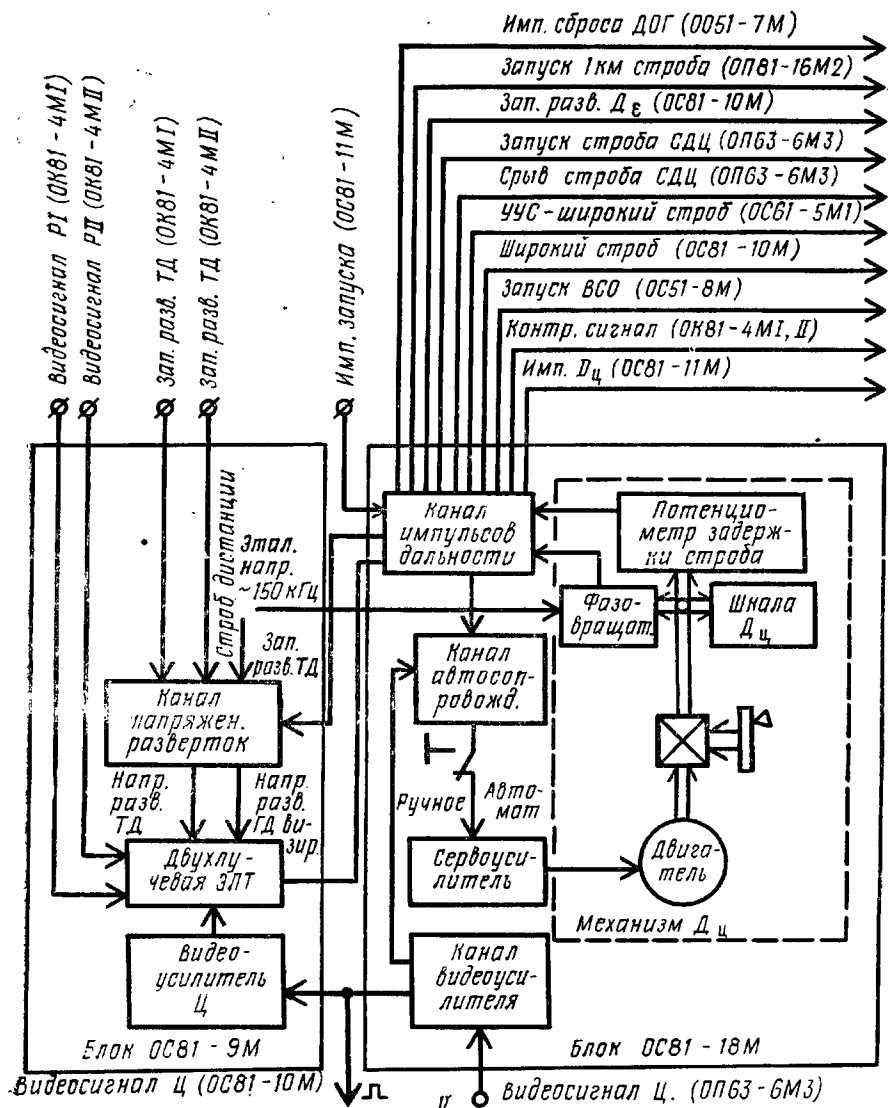 Имп. сброса ДОГ (ОО51-7М)
Запуск 1км строба (ОП81-16М2)
Зап. разв. Дε (ОС81-10М)
Запуск строба СДЦ (ОП63-6М3)
Срыв строба СДЦ (ОП63-6М3)
УУС-широкий строб (ОС61-5М1)
Широкий строб (ОС81-10М)
Запуск ВСО (ОС51-8М)
Контр. сигнал (ОК81-4МI, II)
Имп. Dц (ОС81-11М)
Видеосигнал РI (ОК81-4МI)
Видеосигнал РII (ОК81-4МII)
Зап. разв. ТД (ОК81-4МI)
Зап. разв. ТД (ОК81-4МII)
Имп. запуска (ОС81-11М)
Строб дистанции
Этал.
напр.
~150 кГц
Зап.
разв. ТД
Канал
импульсов
дальности
Потенцио-
метр задерж-
ки строба
Фазо-
вращат.
Шкала
Дц
Канал
автосоп-
ровожд.
Канал
напряжен.
разверток
Напр.
разв.
ТД
Напр.
разв.
ГД ви-
зир.
Ручное
Авто-
мат
Двухлу-
чевая ЭЛТ
Сервоуси-
литель
Двига-
тель
Механизм Дц
Видео-
усилитель
Ц
Канал
видеоуси-
лителя
Блок ОС81-9М
Блок ОС81-18М
Видеосигнал Ц (ОС81-10М)
Видеосигнал Ц. (ОП63-6М3)